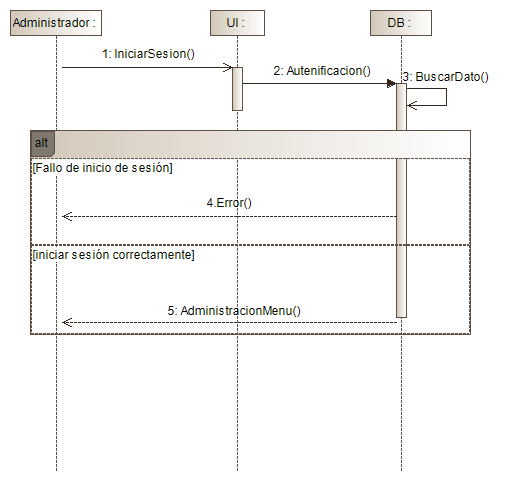 Administrador :
UI :
DB :
1: IniciarSesion()
2: Autenificacion()
3: BuscarDato()
alt
[Fallo de inicio de sesión]
4.Error()
[iniciar sesión correctamente]
5: AdministracionMenu()